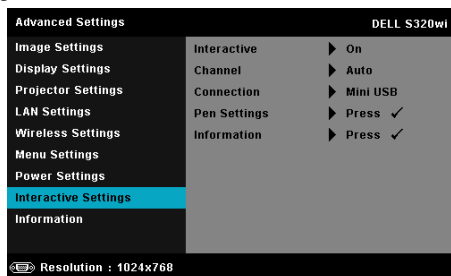 Advanced Settings DELL S320wi
Image Settings Interactive On
Display Settings Channel Auto
Projector Settings Connection Mini USB
LAN Settings Pen Settings Press ✓
Wireless Settings Information Press ✓
Menu Settings
Power Settings
Interactive Settings
Information
Resolution : 1024x768